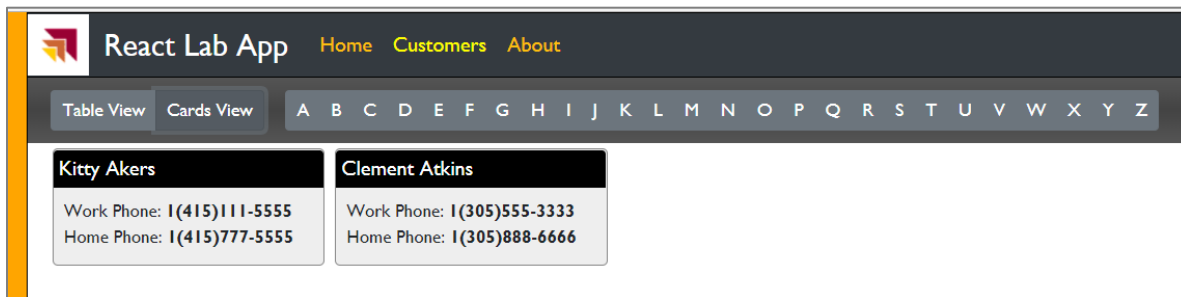 React Lab App Home Customers About
Table View Cards View A B C D E F G H I J K L M N O P Q R S T U V W X Y Z
Kitty Akers
Work Phone: 1(415)111-5555
Home Phone: 1(415)777-5555
Clement Atkins
Work Phone: 1(305)555-3333
Home Phone: 1(305)888-6666